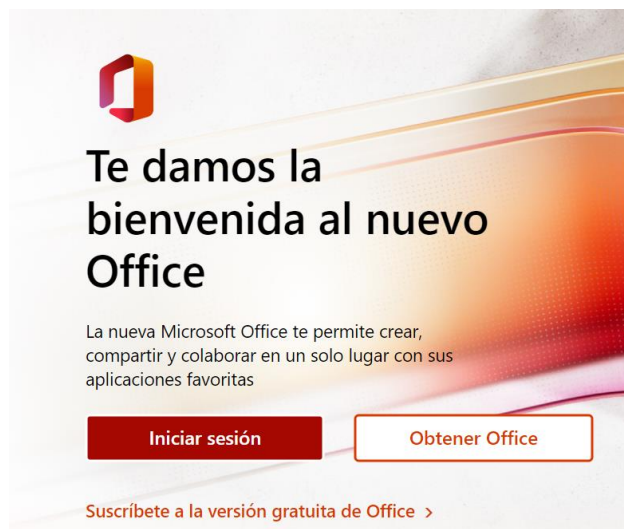 Te damos la
bienvenida al nuevo
Office
La nueva Microsoft Office te permite crear,
compartir y colaborar en un solo lugar con sus
aplicaciones favoritas
Iniciar sesión
Obtener Office
Suscríbete a la versión gratuita de Office >